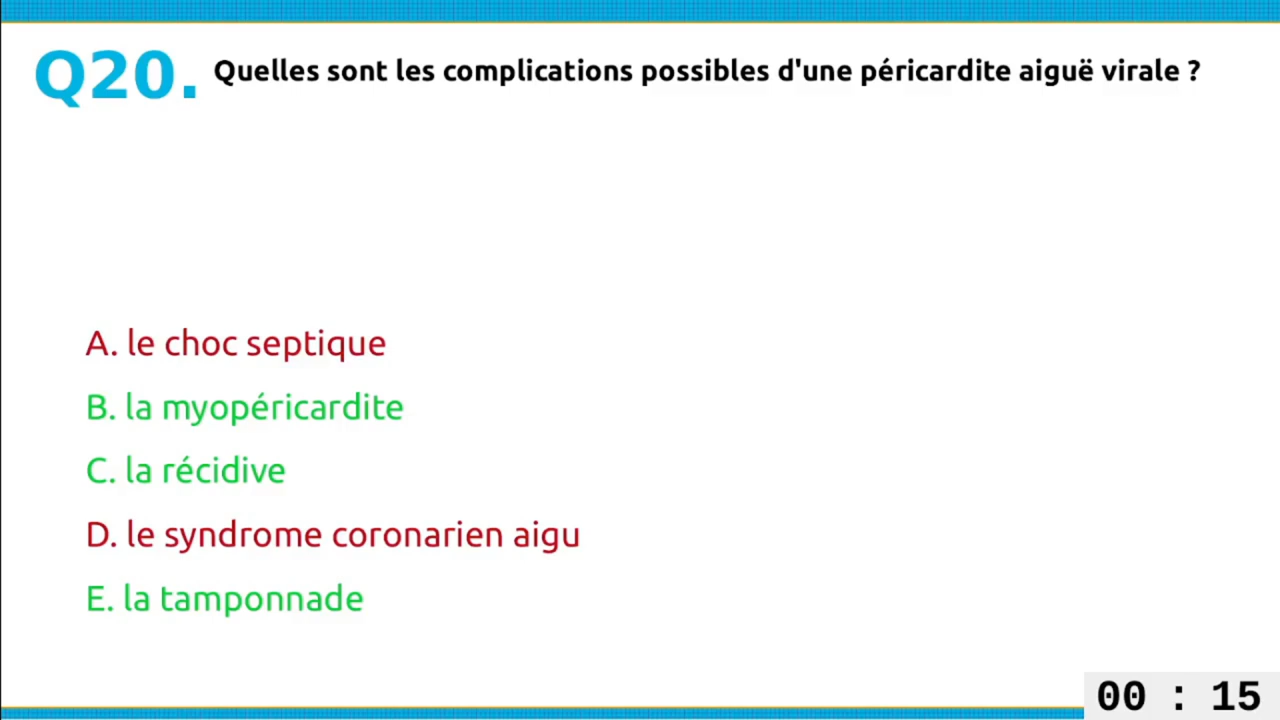 Q20. Quelles sont les complications possibles d'une péricardite aiguë virale ?
A. le choc septique
B. la myopéricardite
C. la récidive
D. le syndrome coronarien aigu
E. la tamponnade
00 : 15